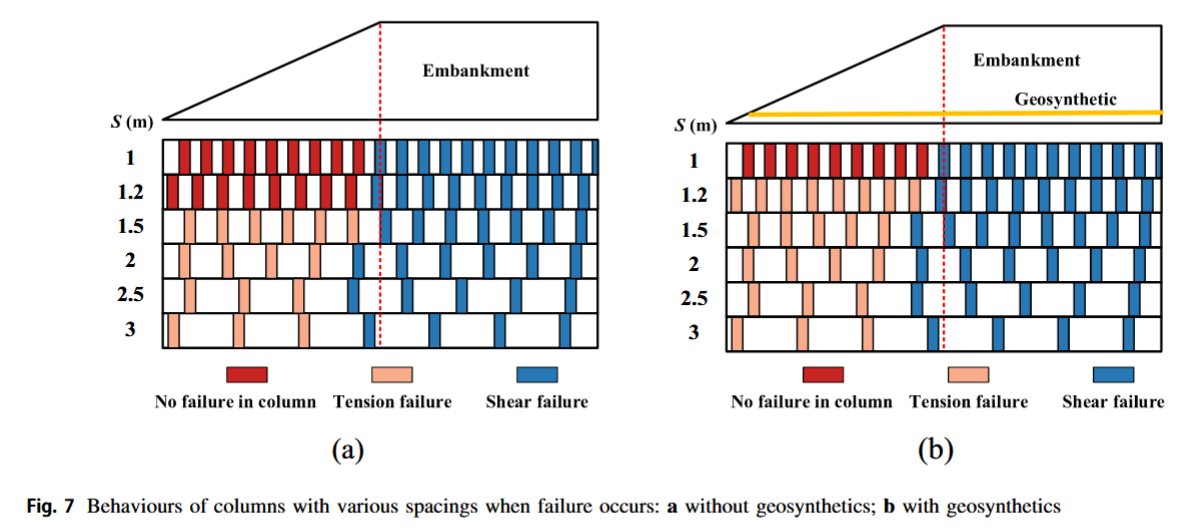 Embankment
S (m)
1
1.2
1.5
2
2.5
3
No failure in column Tension failure Shear failure
(a)
Embankment
Geosynthetic
S (m)
1
1.2
1.5
2
2.5
3
No failure in column Tension failure Shear failure
(b)
Fig. 7 Behaviours of columns with various spacings when failure occurs: a without geosynthetics; b with geosynthetics